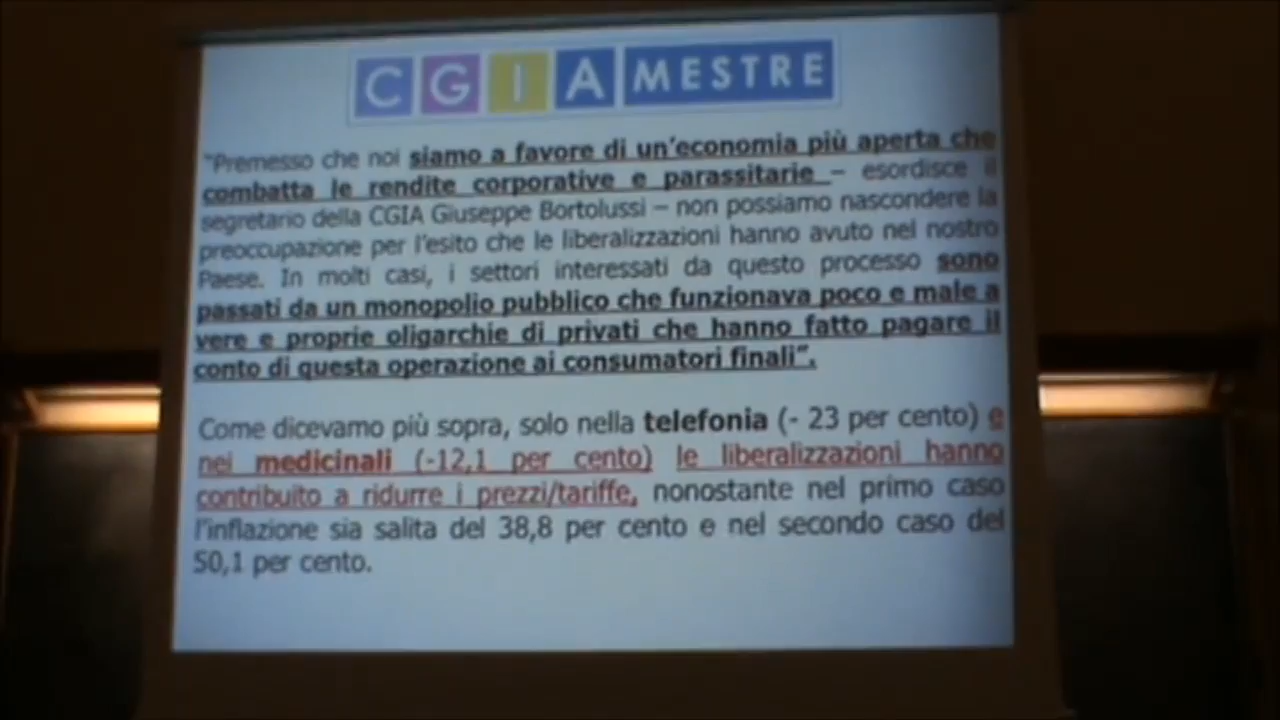 CGIA MESTRE
“Premesso che noi siamo a favore di un’economia più aperta che
combatta le rendite corporative e parassitarie – esordisce il
segretario della CGIA Giuseppe Bortolussi – non possiamo nascondere la
preoccupazione per l’esito che le liberalizzazioni hanno avuto nel nostro
Paese. In molti casi, i settori interessati da questo processo sono
passati da un monopolio pubblico che funzionava poco e male a
vere e proprie oligarchie di privati che hanno fatto pagare il
conto di questa operazione ai consumatori finali”.
Come dicevamo più sopra, solo nella telefonia (- 23 per cento) e
nei medicinali (-12,1 per cento) le liberalizzazioni hanno
contribuito a ridurre i prezzi/tariffe, nonostante nel primo caso
l’inflazione sia salita del 38,8 per cento e nel secondo caso del
50,1 per cento.